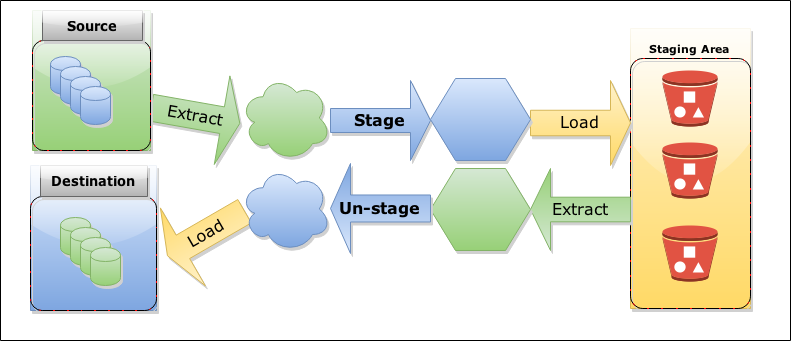 Source
Staging Area
Extract
Stage
Load
Destination
Un-stage
Extract
Load